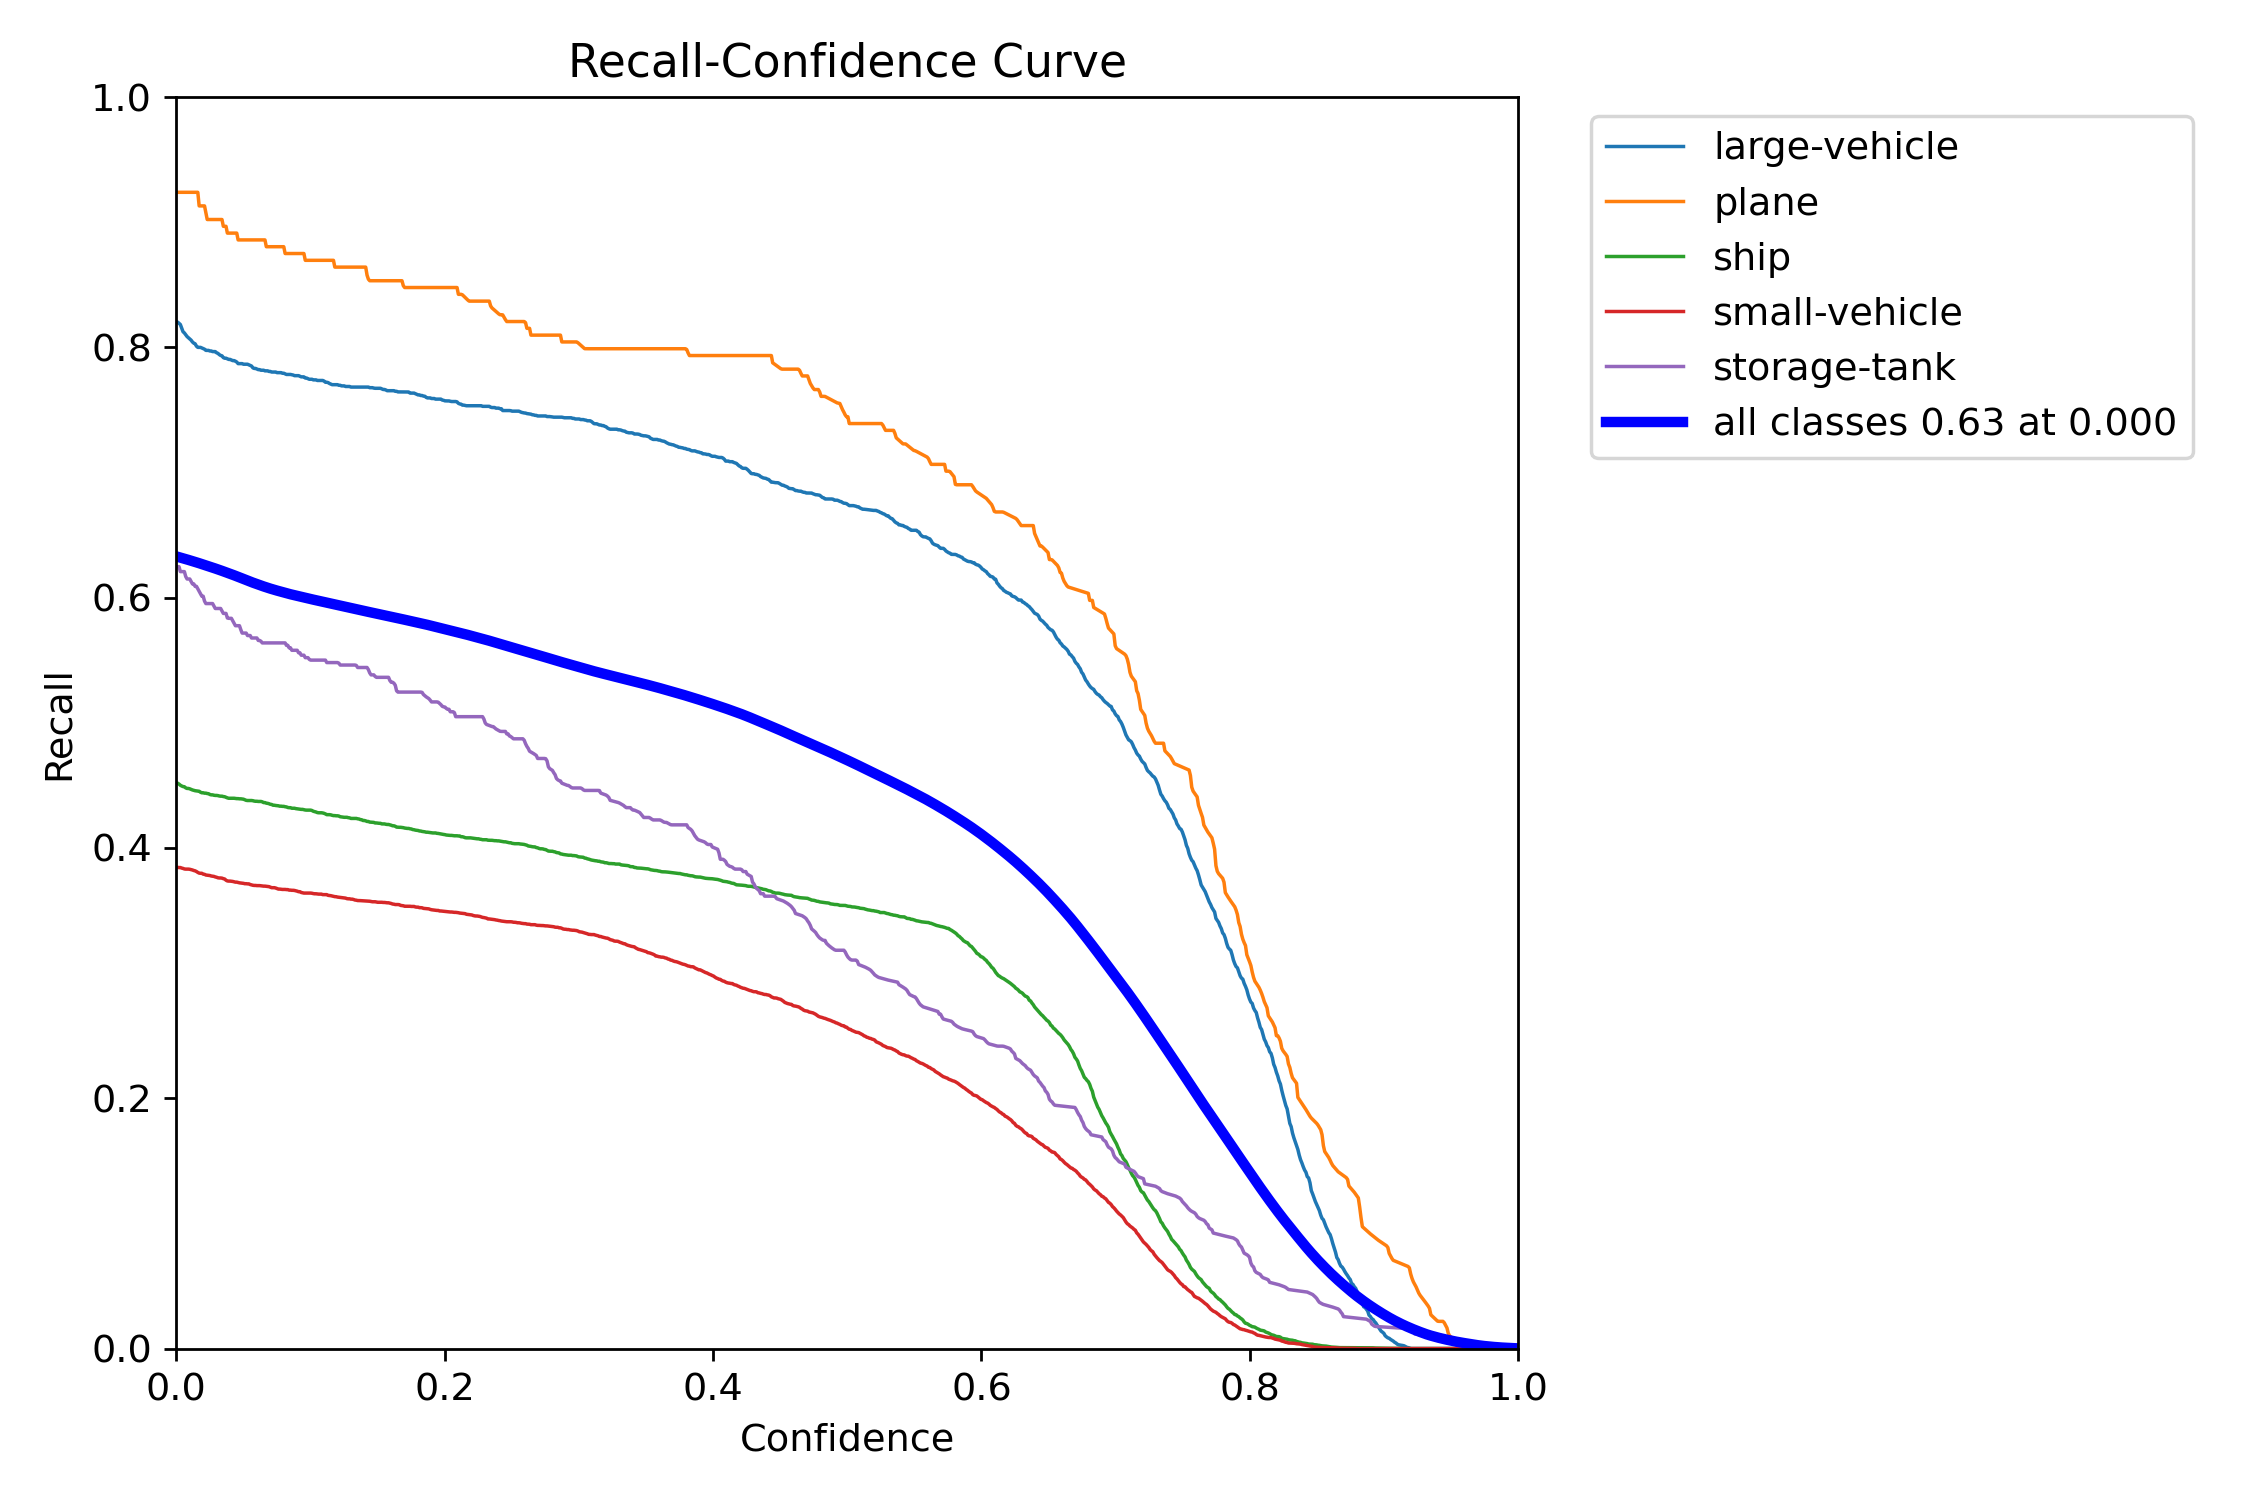 Recall-Confidence Curve
1.0
0.8
0.6
0.4
0.2
0.0
Recall
0.0 0.2 0.4 0.6 0.8 1.0
Confidence
large-vehicle
plane
ship
small-vehicle
storage-tank
all classes 0.63 at 0.000